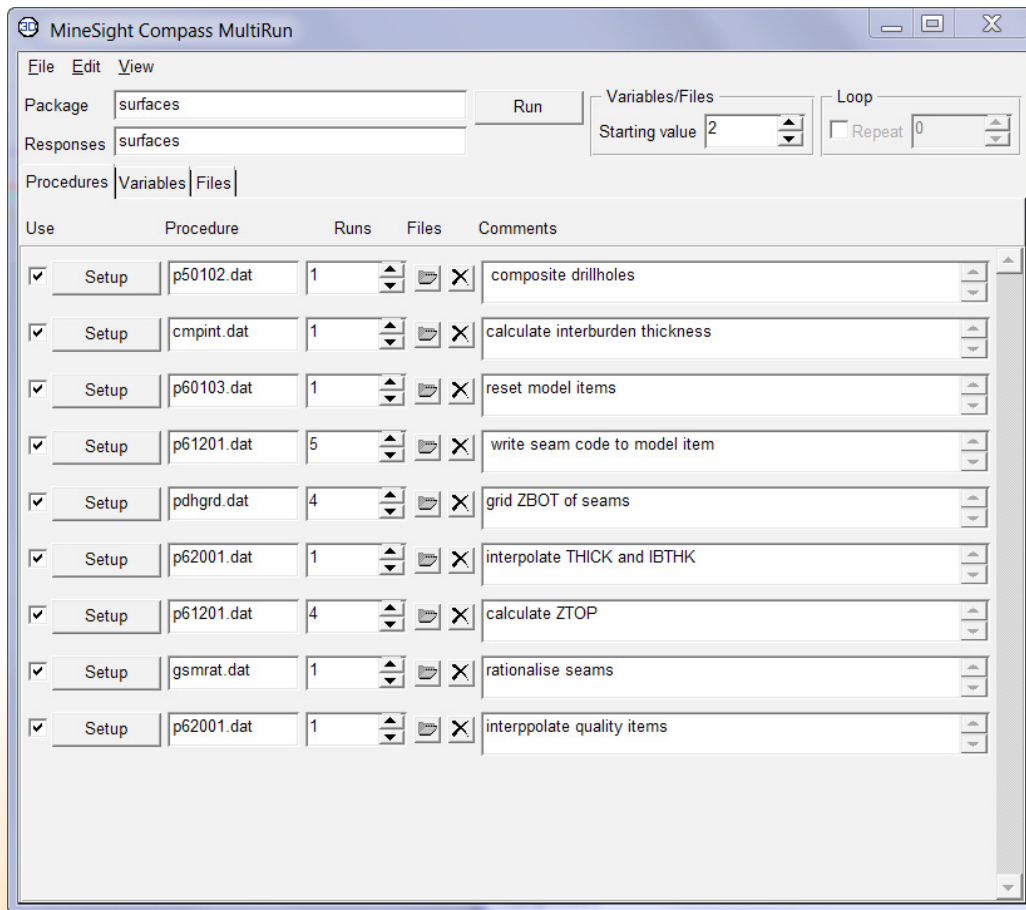 3D MineSight Compass MultiRun
File Edit View
Package surfaces Run Variables/Files Loop
Starting value 2 Repeat 0
Responses surfaces
Procedures Variables Files
Use Procedure Runs Files Comments
Setup p50102.dat 1 composite drillholes
Setup cmpint.dat 1 calculate interburden thickness
Setup p60103.dat 1 reset model items
Setup p61201.dat 5 write seam code to model item
Setup pdhgrd.dat 4 grid ZBOT of seams
Setup p62001.dat 1 interpolate THICK and IBTHK
Setup p61201.dat 4 calculate ZTOP
Setup gsmrat.dat 1 rationalise seams
Setup p62001.dat 1 interppolate quality items